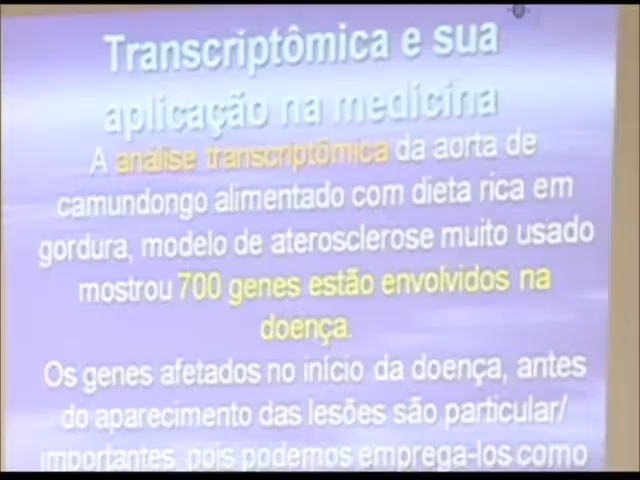 Transcriptômica e sua
aplicação na medicina
A análise transcriptômica da aorta de
camundongo alimentado com dieta rica em
gordura, modelo de aterosclerose muito usado
mostrou 700 genes estão envolvidos na
doença.
Os genes afetados no início da doença, antes
do aparecimento das lesões são particular/
importantes, pois podemos emprega-los como